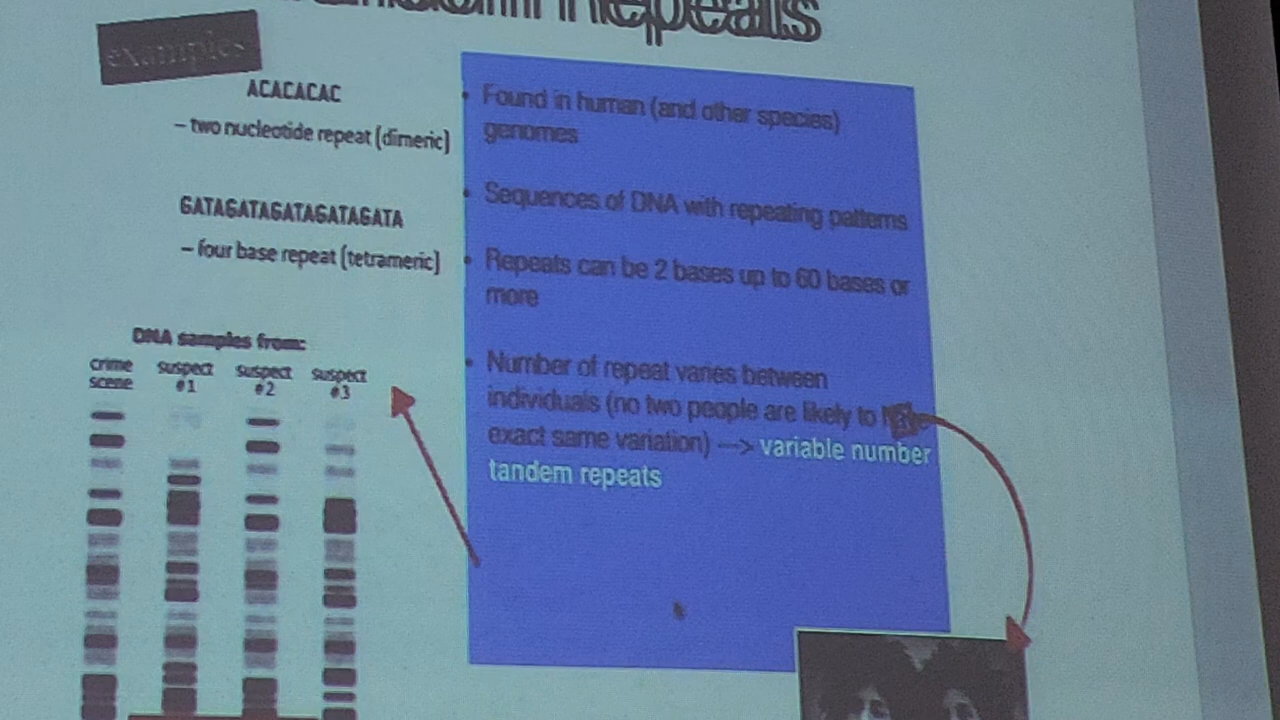 Repeats
examples
ACACACAC
– two nucleotide repeat (dimeric)
GATAGATAGATAGATAGATA
– four base repeat (tetrameric)
DNA samples from:
crime scene
suspect #1
suspect #2
suspect #3
• Found in human (and other species)
genomes
• Sequences of DNA with repeating patterns
• Repeats can be 2 bases up to 60 bases or
more
• Number of repeat varies between
individuals (no two people are likely to
exact same variation) ---> variable number
tandem repeats